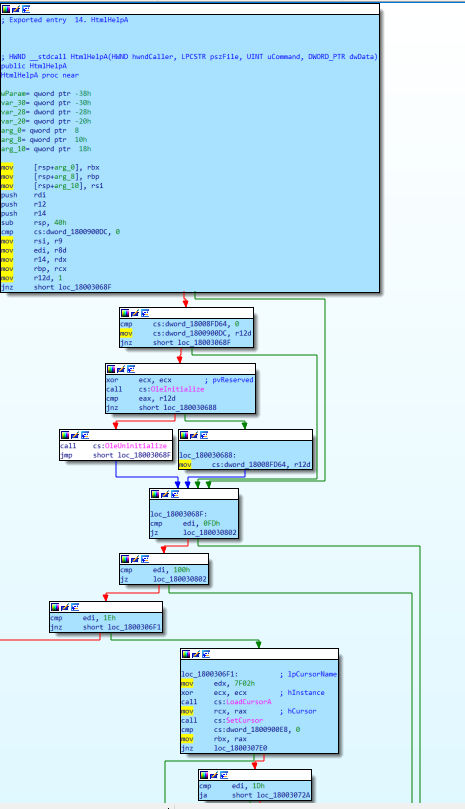 ; Exported entry  14. HtmlHelpA
; HWND __stdcall HtmlHelpA(HWND hwndCaller, LPCSTR pszFile, UINT uCommand, DWORD_PTR dwData)
public HtmlHelpA
HtmlHelpA proc near
wParam= qword ptr -38h
var_30= qword ptr -30h
var_28= dword ptr -28h
var_20= qword ptr -20h
arg_0= qword ptr  8
arg_8= qword ptr  10h
arg_10= qword ptr  18h
mov     [rsp+arg_0], rbx
mov     [rsp+arg_8], rbp
mov     [rsp+arg_10], rsi
push    rdi
push    r12
push    r14
sub     rsp, 40h
cmp     cs:dword_1800900DC, 0
mov     rsi, r9
mov     edi, r8d
mov     r14, rdx
mov     rbp, rcx
mov     r12d, 1
jnz     short loc_18003068F
cmp     cs:dword_18008FD64, 0
mov     cs:dword_1800900DC, r12d
jnz     short loc_18003068F
xor     ecx, ecx        ; pvReserved
call    cs:OleInitialize
cmp     eax, r12d
jnz     short loc_180030688
call    cs:OleUninitialize
jmp     short loc_18003068F
loc_180030688:
mov     cs:dword_18008FD64, r12d
loc_18003068F:
cmp     edi, 0FDh
jz      loc_180030802
cmp     edi, 100h
jz      loc_180030802
cmp     edi, 1Eh
jnz     short loc_1800306F1
loc_1800306F1:          ; lpCursorName
mov     edx, 7F02h
xor     ecx, ecx        ; hInstance
call    cs:LoadCursorA
mov     rcx, rax        ; hCursor
call    cs:SetCursor
cmp     cs:dword_1800900E8, 0
mov     rbx, rax
jnz     loc_1800307E0
cmp     edi, 1Dh
ja      short loc_18003072A